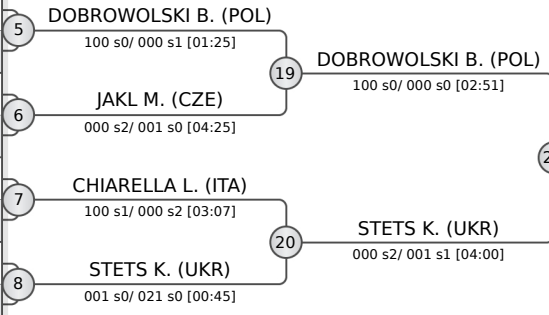 5
DOBROWOLSKI B. (POL)
100 s0/ 000 s1 [01:25]
19
DOBROWOLSKI B. (POL)
100 s0/ 000 s0 [02:51]
6
JAKL M. (CZE)
000 s2/ 001 s0 [04:25]
7
CHIARELLA L. (ITA)
100 s1/ 000 s2 [03:07]
20
STETS K. (UKR)
000 s2/ 001 s1 [04:00]
8
STETS K. (UKR)
001 s0/ 021 s0 [00:45]